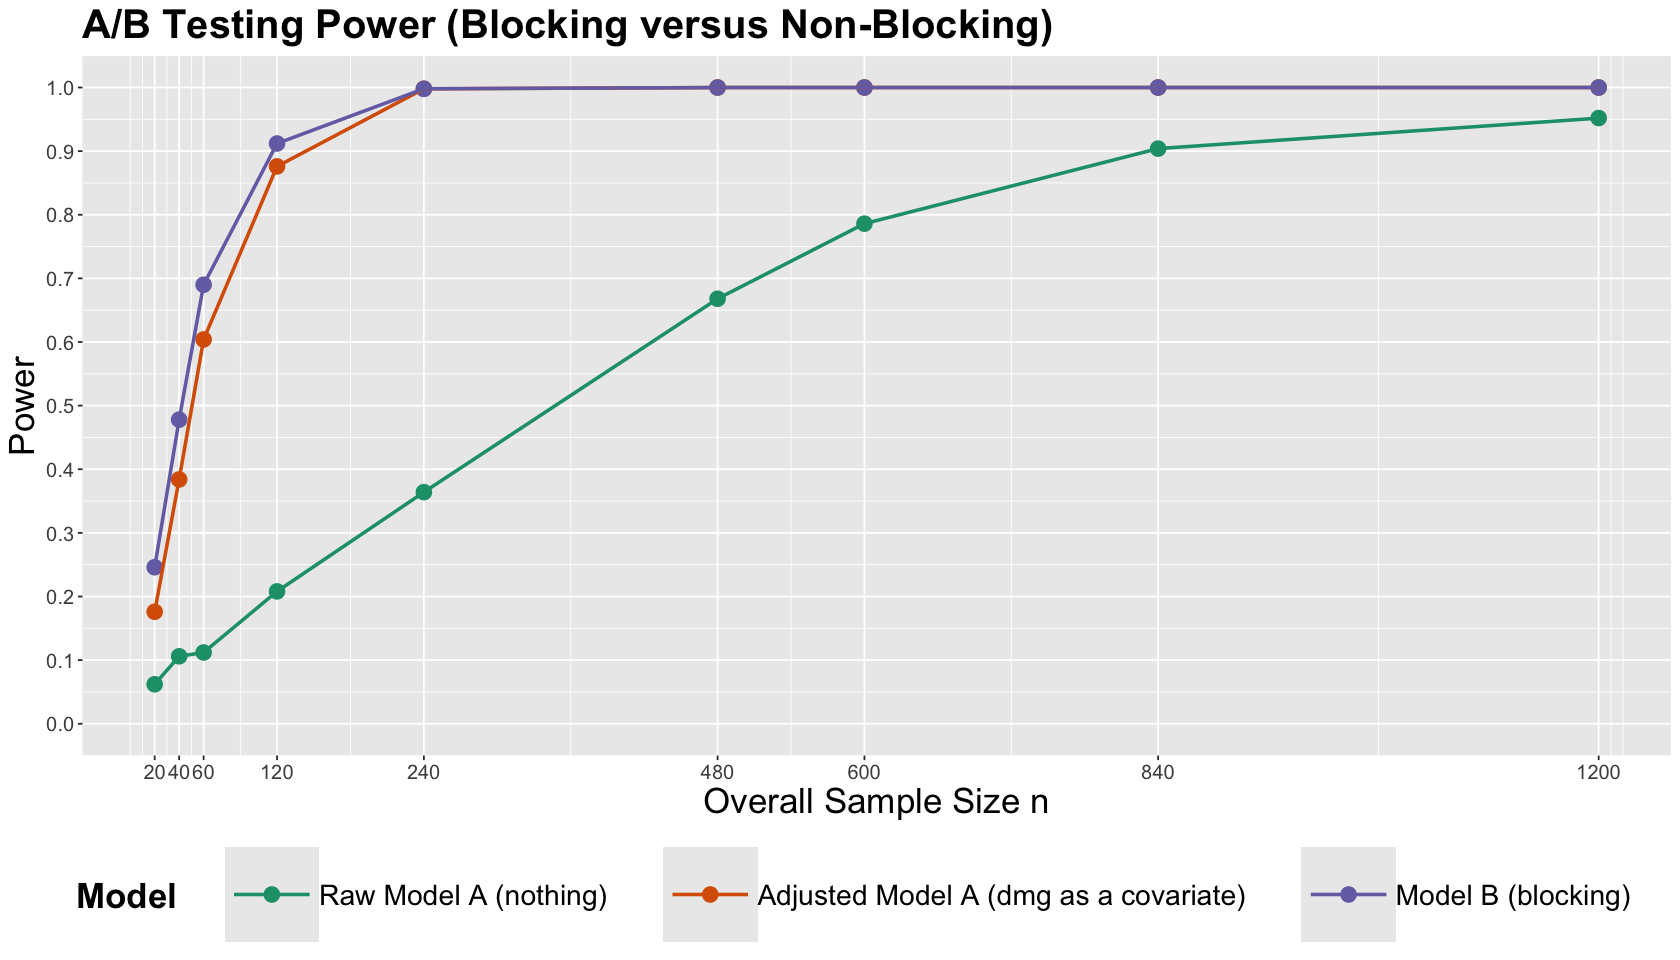 A/B Testing Power (Blocking versus Non-Blocking)
Power
1.0
0.9
0.8
0.7
0.6
0.5
0.4
0.3
0.2
0.1
0.0
20 40 60 120 240 480 600 840 1200
Overall Sample Size n
Model Raw Model A (nothing) Adjusted Model A (dmg as a covariate) Model B (blocking)